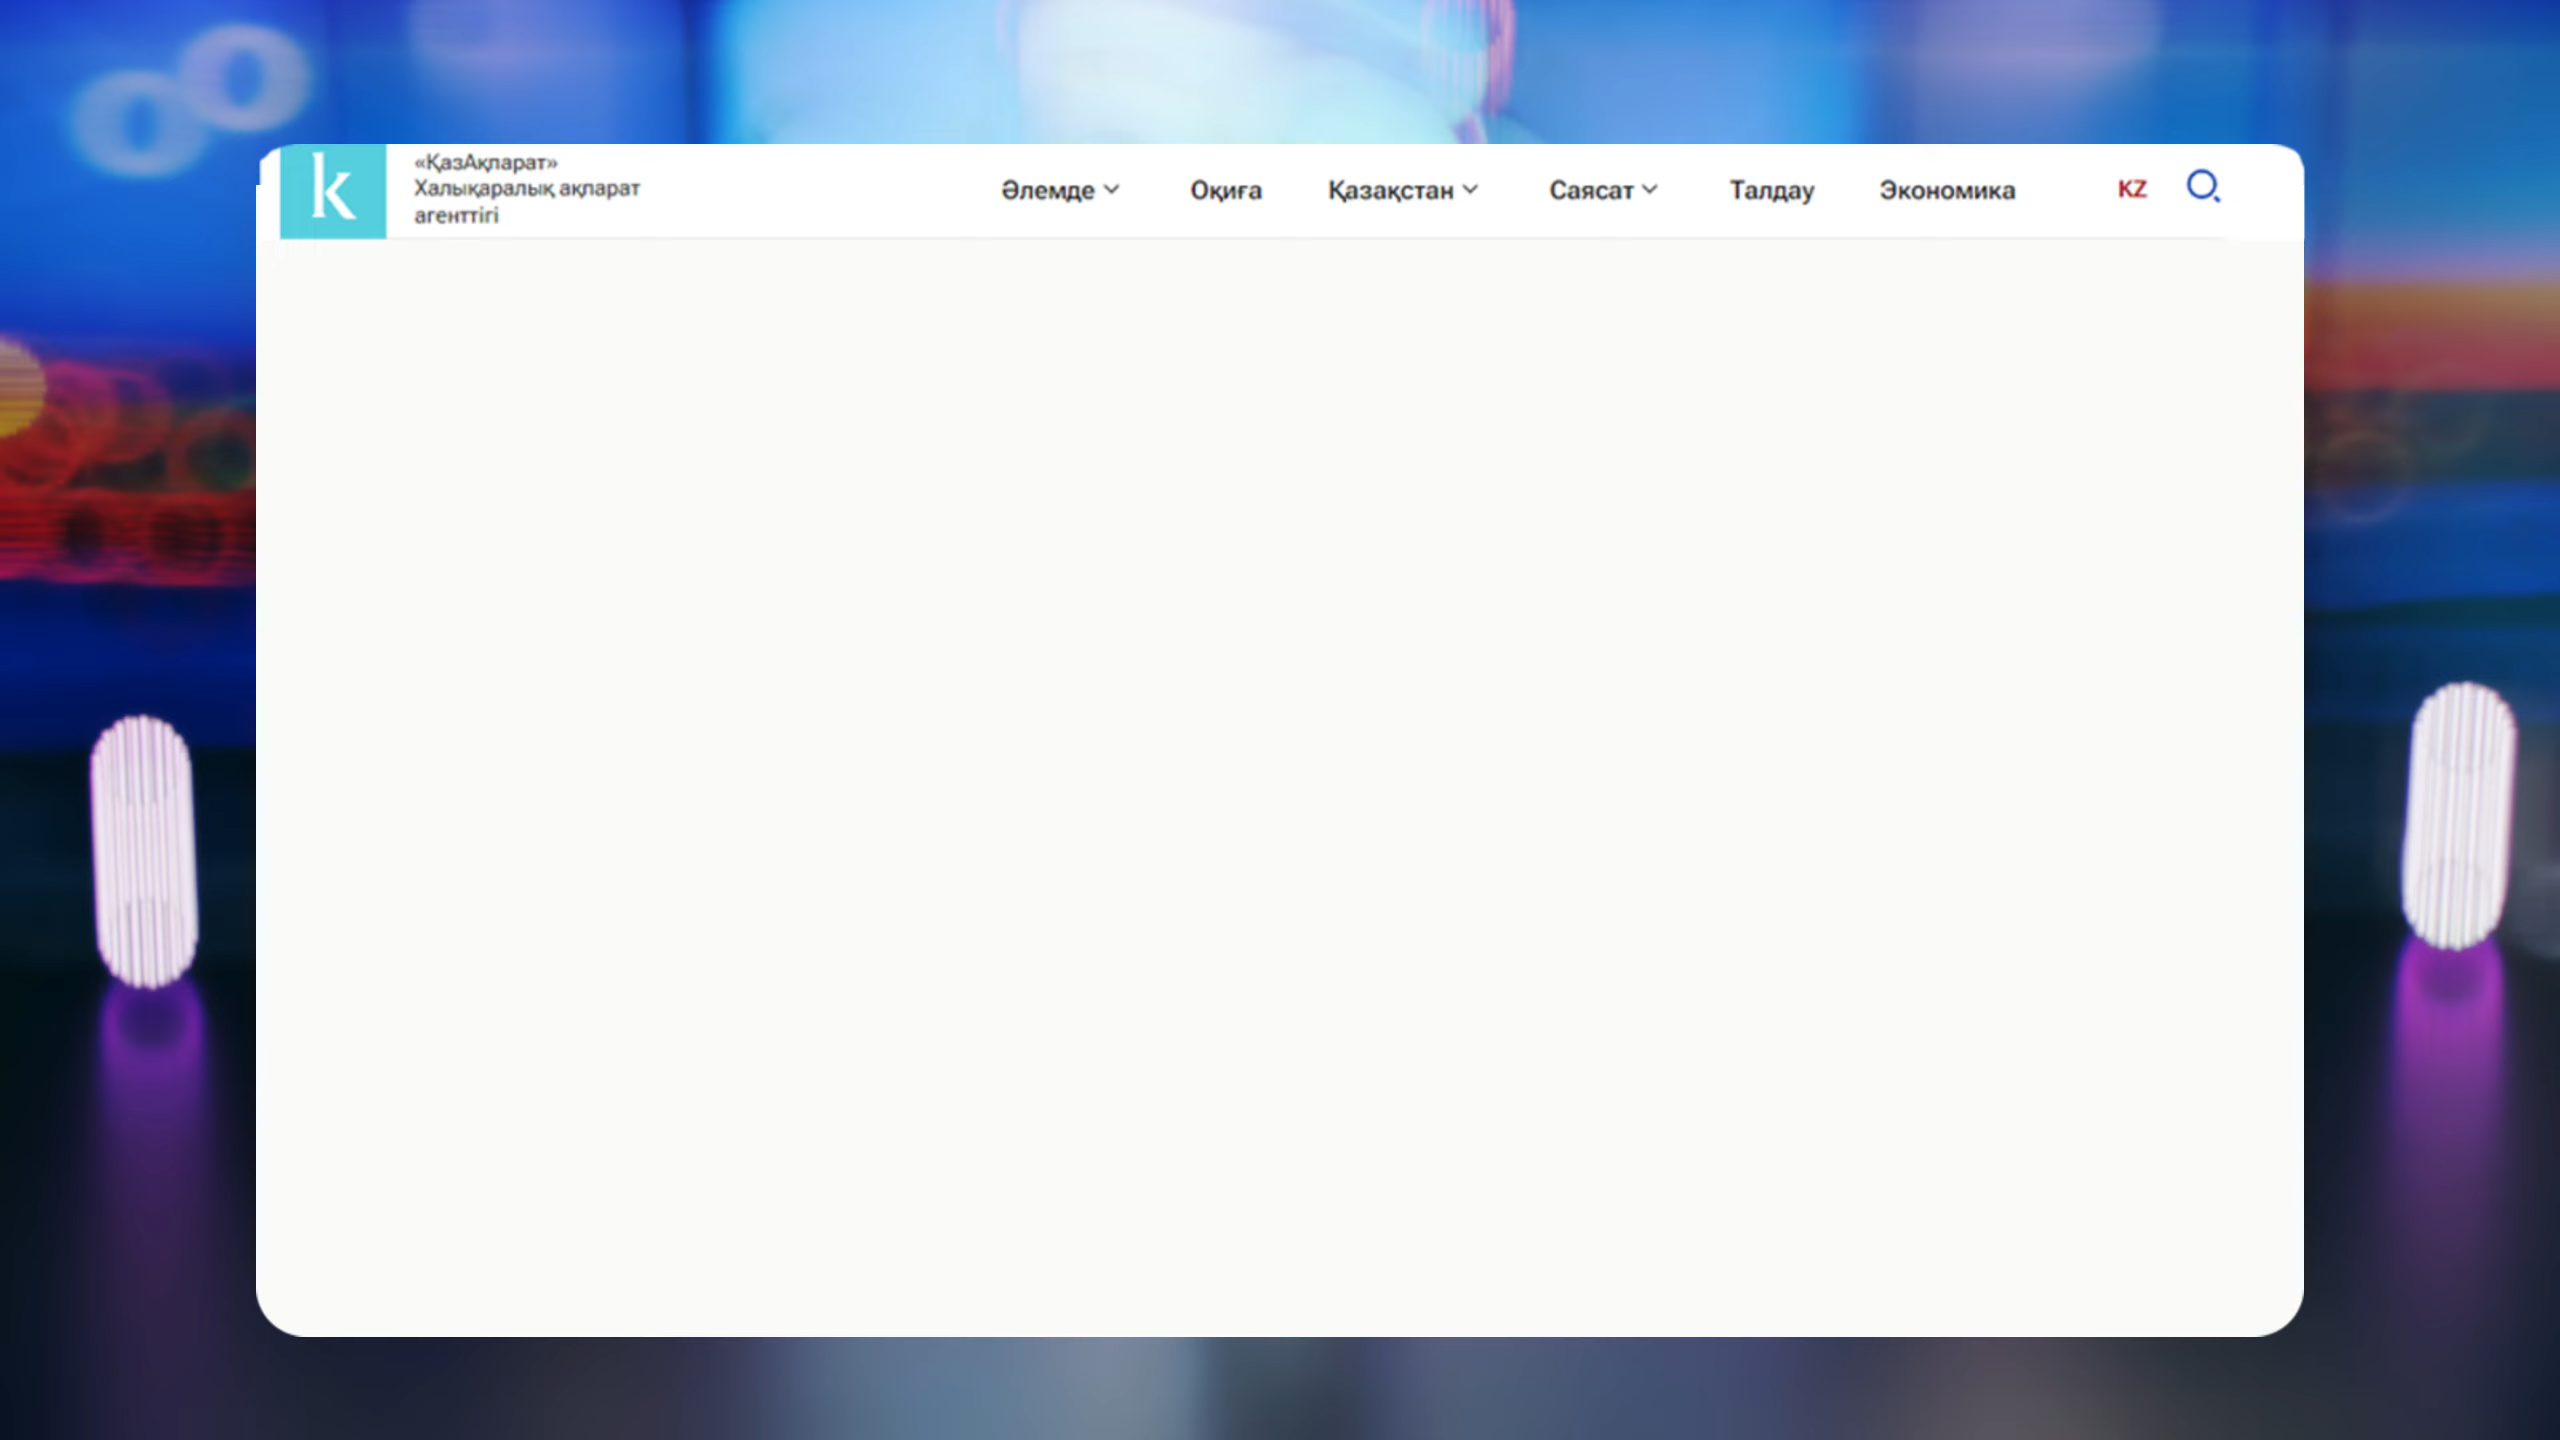 k
«ҚазАқпарат»
Халықаралық ақпарат
агенттігі
Әлемде Оқиға Қазақстан Саясат Талдау Экономика KZ